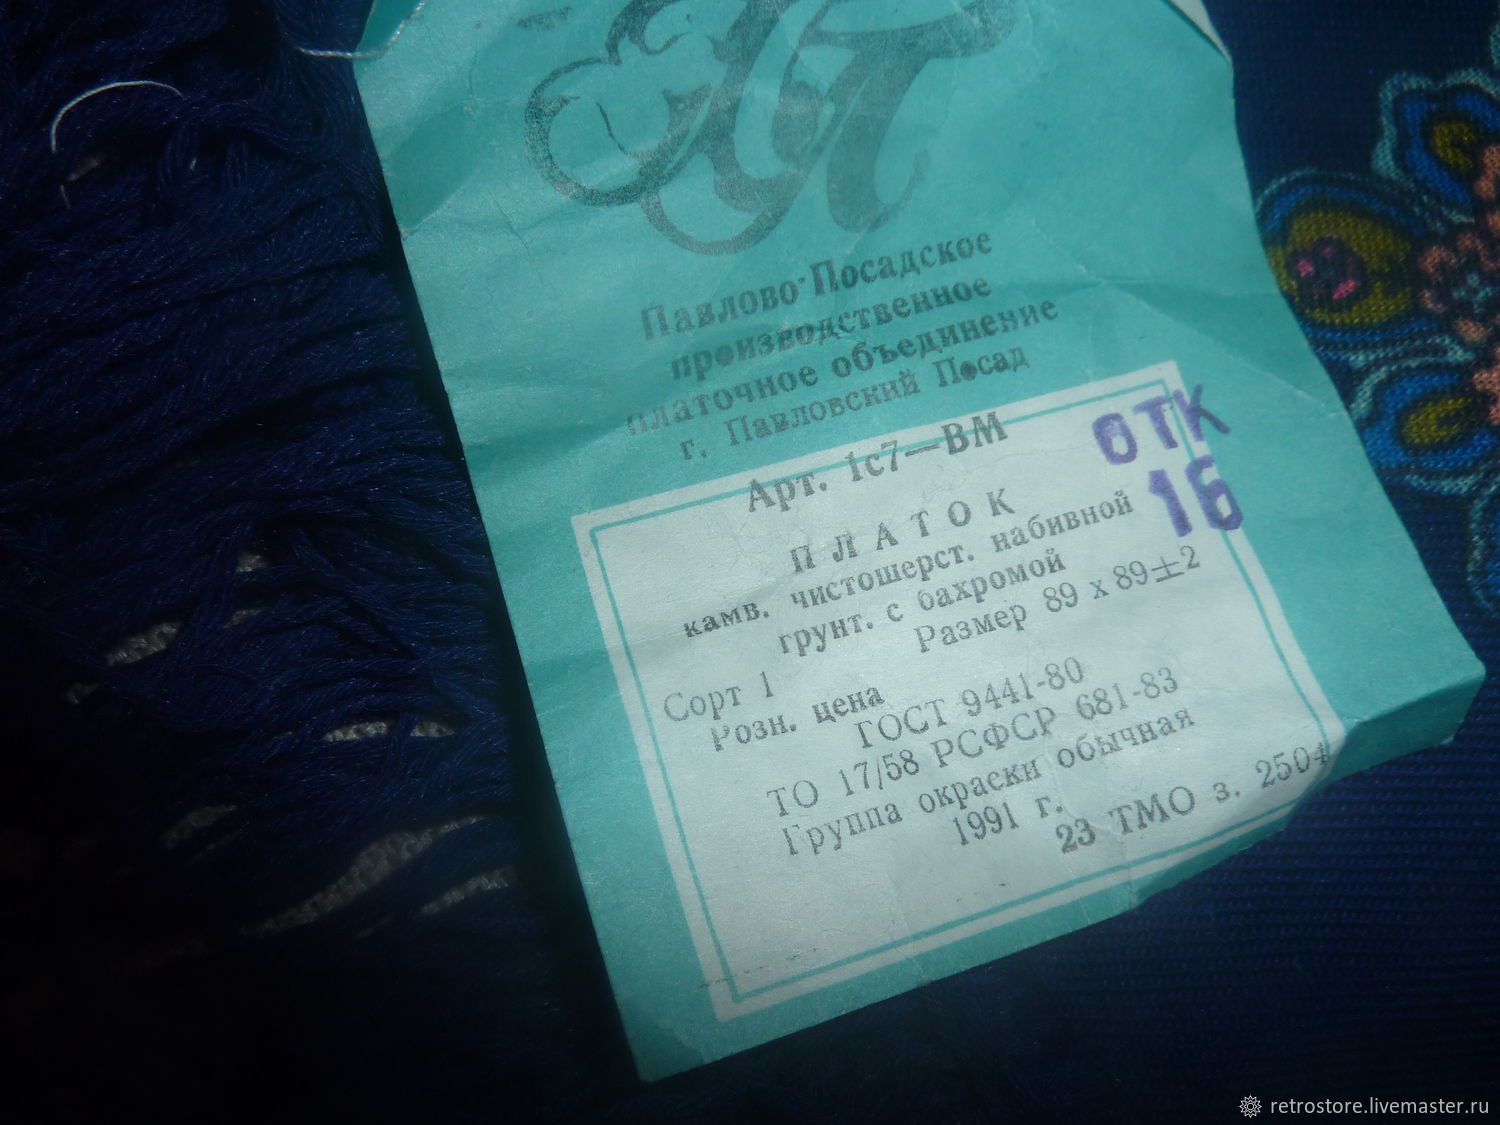 Павлово-Посадское
производственное
платочное объединение
г. Павловский Посад
Арт. 1с7—ВМ
ОТК
16
ПЛАТОК
камв. чистошерст. набивной
грунт. с бахромой
Размер 89 х 89±2
Сорт 1
Розн. цена
ГОСТ 9441-80
ТО 17/58 РСФСР 681-83
Группа окраски обычная
1991 г.
23 ТМО з. 2504
retrostore.livemaster.ru